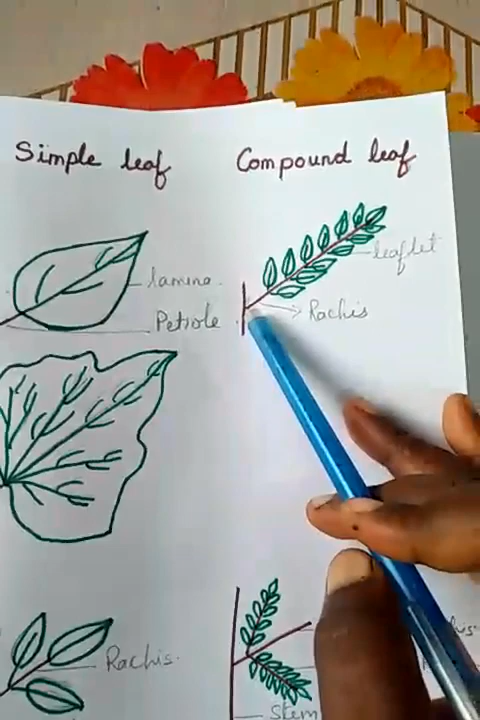 Simple leaf
Compound leaf
leaflet
lamina
Rachis
Petiole
Rachis
Stem